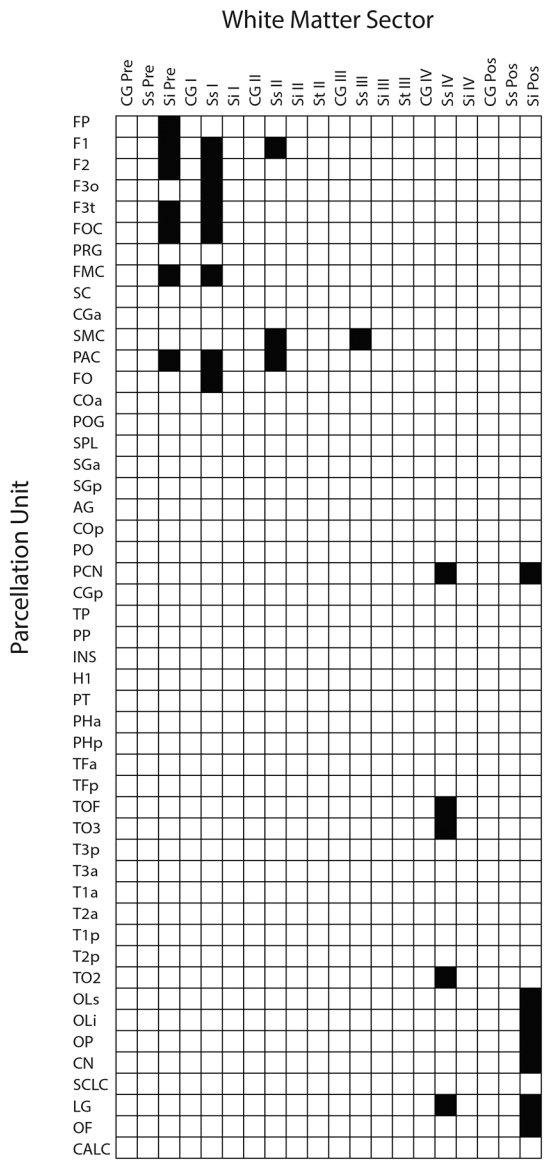 White Matter Sector
CG Pre
Ss Pre
Si Pre
CG I
Ss I
Si I
CG II
Ss II
Si II
St II
CG III
Ss III
Si III
St III
CG IV
Ss IV
Si IV
CG Pos
Ss Pos
Si Pos
Parcellation Unit
FP
F1
F2
F3o
F3t
FOC
PRG
FMC
SC
CGa
SMC
PAC
FO
COa
POG
SPL
SGa
SGp
AG
COp
PO
PCN
CGp
TP
PP
INS
H1
PT
PHa
PHp
TFa
TFp
TOF
TO3
T3p
T3a
T1a
T2a
T1p
T2p
TO2
OLs
OLi
OP
CN
SCLC
LG
OF
CALC